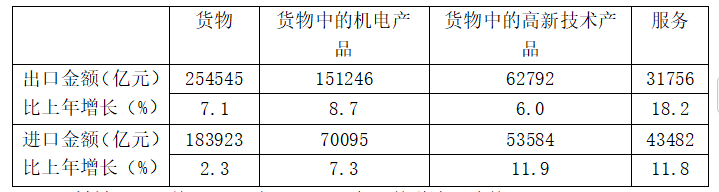 货物 货物中的机电产品 货物中的高新技术产品 服务
出口金额（亿元） 254545 151246 62792 31756
比上年增长（%） 7.1 8.7 6.0 18.2
进口金额（亿元） 183923 70095 53584 43482
比上年增长（%） 2.3 7.3 11.9 11.8